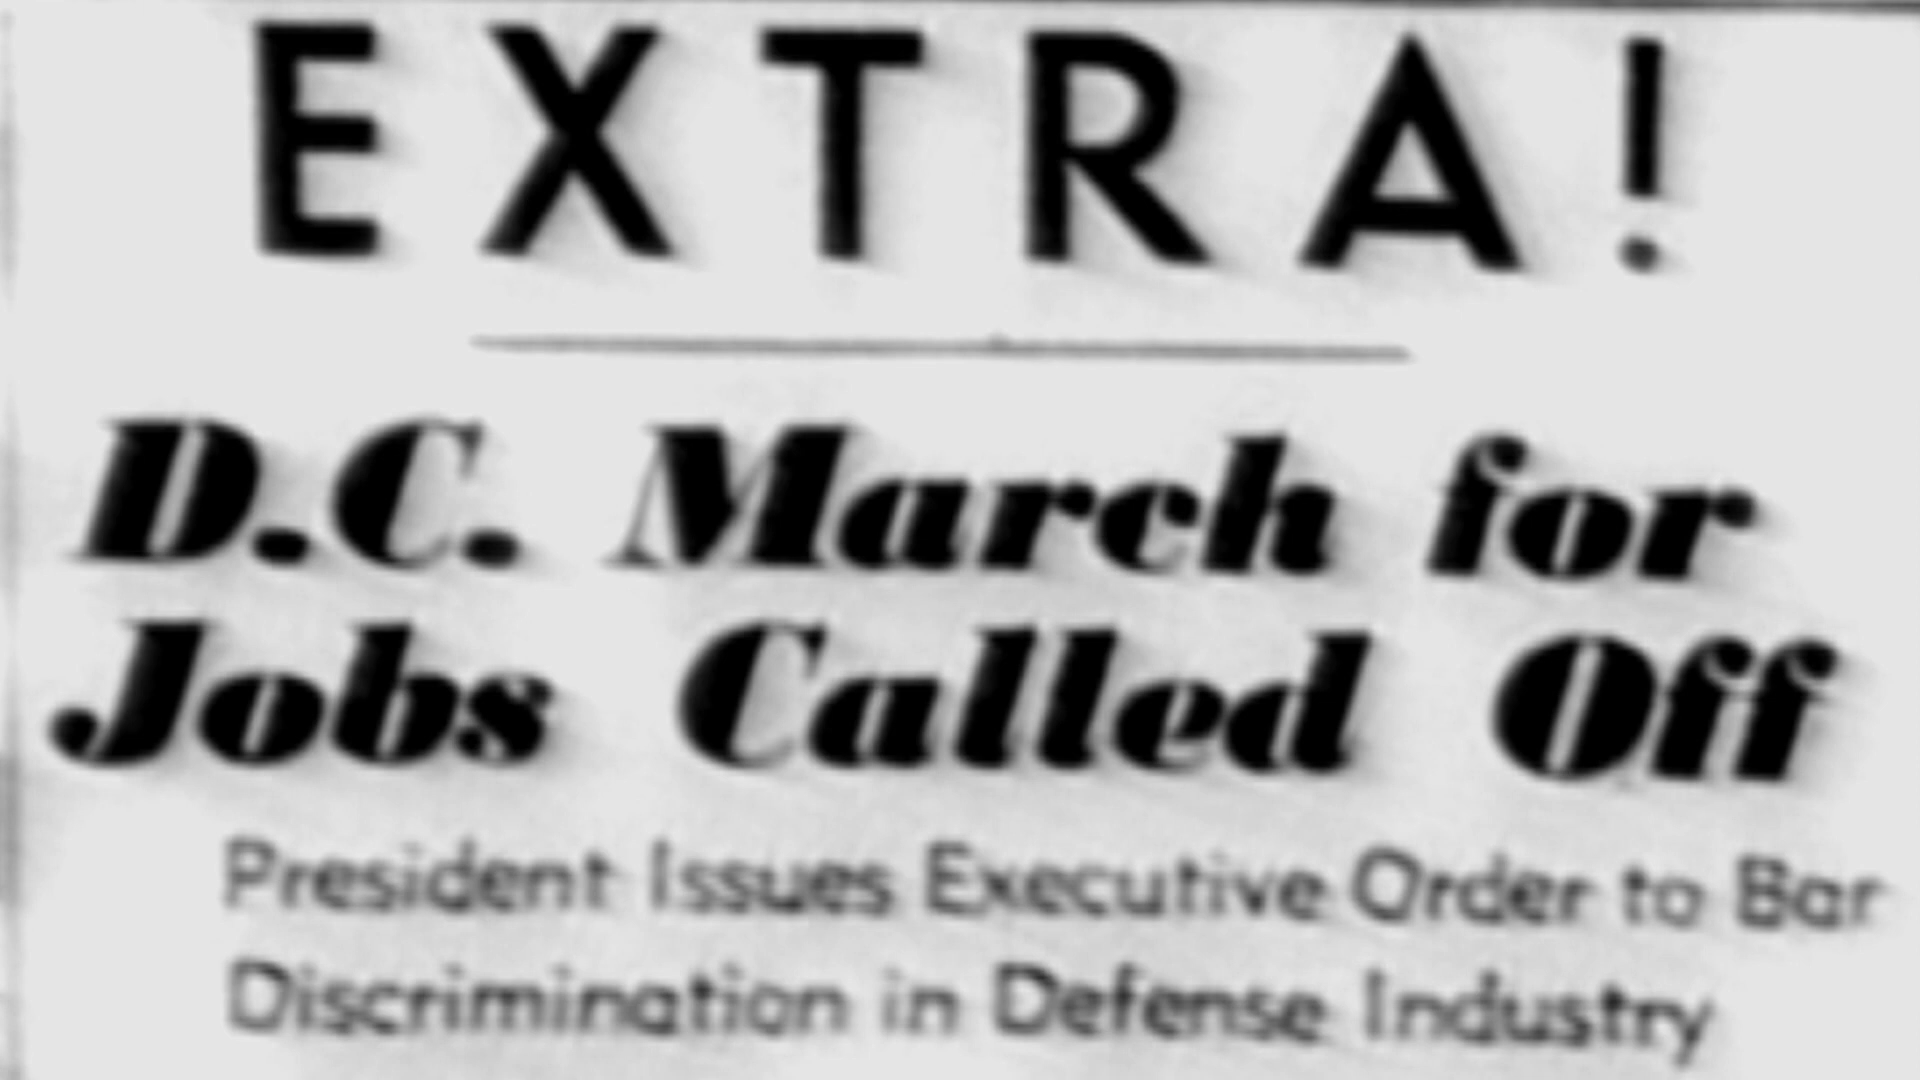 EXTRA!
D.C. March for
Jobs Called Off
President Issues Executive Order to Bar
Discrimination in Defense Industry